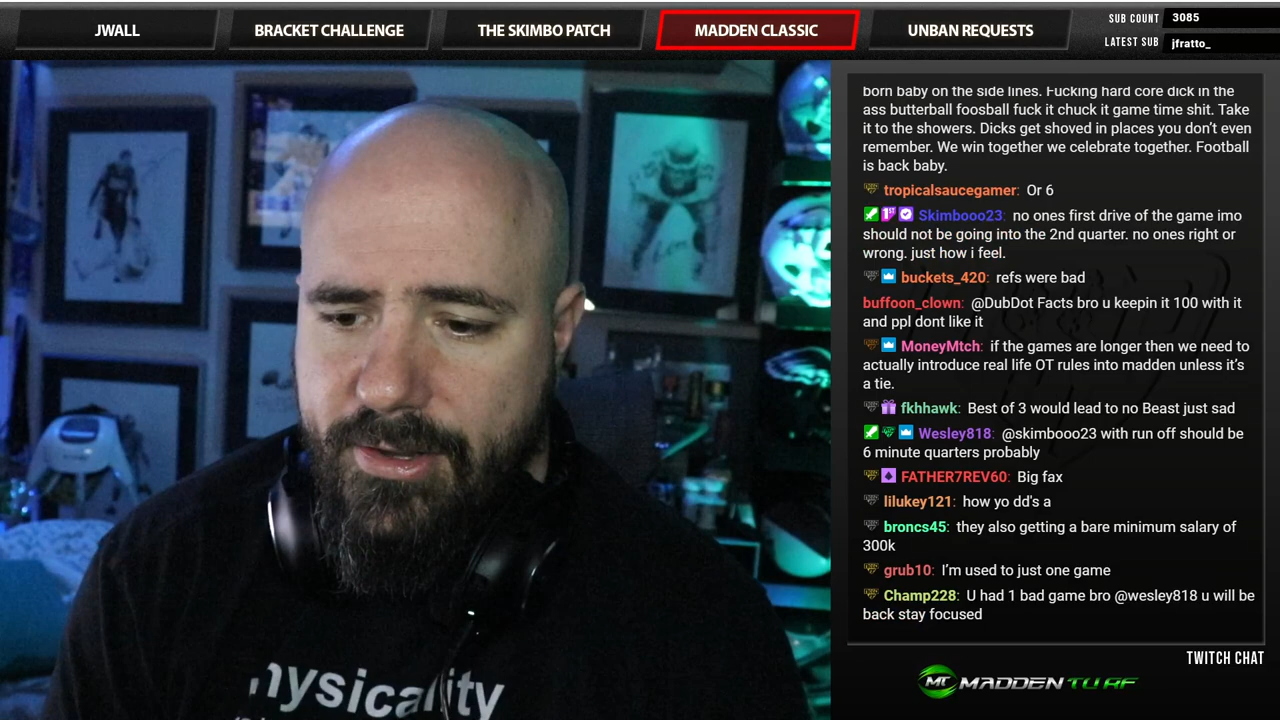 JWALL
BRACKET CHALLENGE
THE SKIMBO PATCH
MADDEN CLASSIC
UNBAN REQUESTS
SUB COUNT 3085
LATEST SUB jfratto_
born baby on the side lines. Fucking hard core dick in the
ass butterball foosball fuck it chuck it game time shit. Take
it to the showers. Dicks get shoved in places you don't even
remember. We win together we celebrate together. Football
is back baby.
tropicalsaucegamer: Or 6
Skimbooo23: no ones first drive of the game imo
should not be going into the 2nd quarter. no ones right or
wrong. just how i feel.
buckets_420: refs were bad
buffoon_clown: @DubDot Facts bro u keepin it 100 with it
and ppl dont like it
MoneyMtch: if the games are longer then we need to
actually introduce real life OT rules into madden unless it's
a tie.
fkhhawk: Best of 3 would lead to no Beast just sad
Wesley818: @skimbooo23 with run off should be
6 minute quarters probably
FATHER7REV60: Big fax
lilukey121: how yo dd's a
broncs45: they also getting a bare minimum salary of
300k
grub10: I'm used to just one game
Champ228: U had 1 bad game bro @wesley818 u will be
back stay focused
TWITCH CHAT
MT MADDEN TURF
hysicality